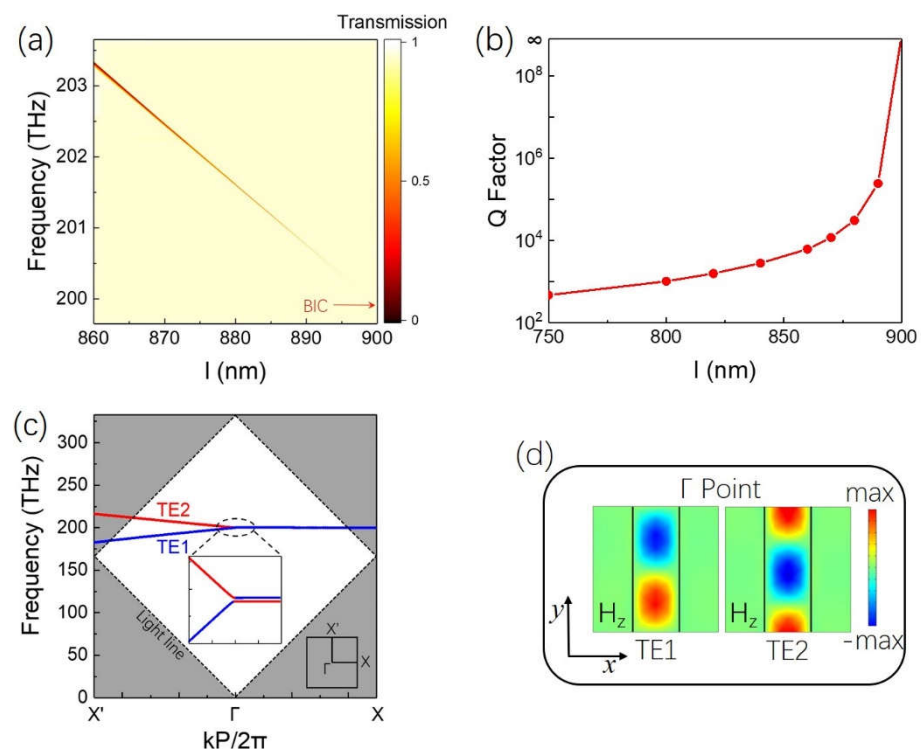 (a)
Transmission
1
0.5
0
Frequency (THz)
203
202
201
200
BIC
860 870 880 890 900
l (nm)
(b)
Q Factor
∞
10^8
10^6
10^4
10^2
750 800 850 900
l (nm)
(c)
Frequency (THz)
300
250
200
150
100
50
0
TE2
TE1
Light line
X'
Γ X
X' Γ X
kP/2π
(d)
Γ Point
max
-max
H_z H_z
y
x
TE1 TE2